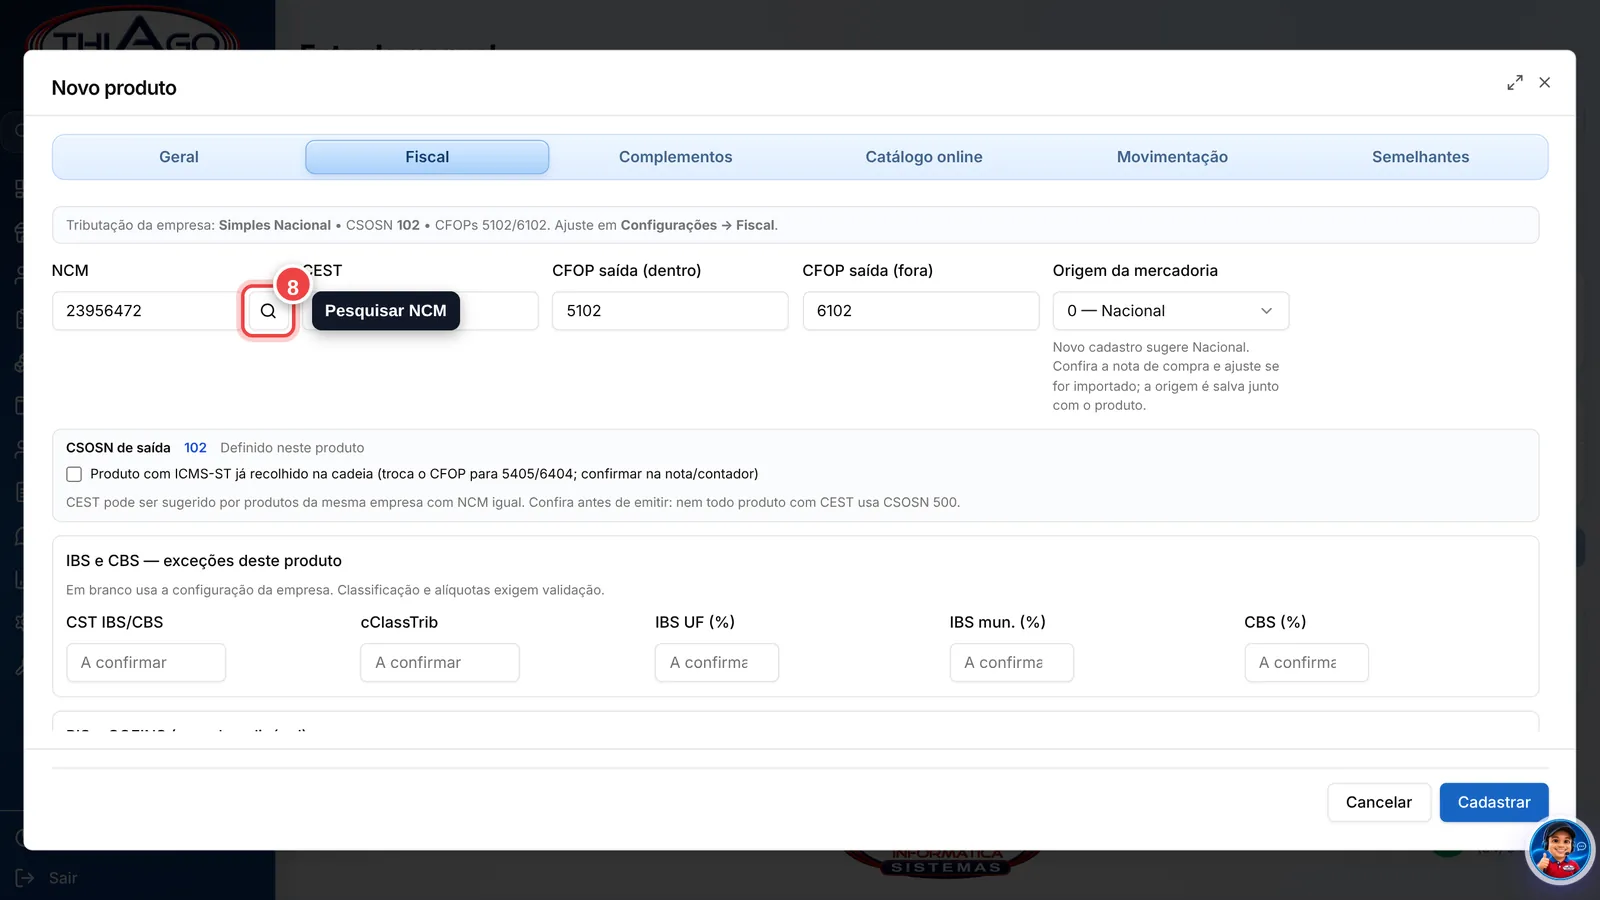 THIAGO
Novo produto
Geral
Fiscal
Complementos
Catálogo online
Movimentação
Semelhantes
Tributação da empresa: Simples Nacional • CSOSN 102 • CFOPs 5102/6102. Ajuste em Configurações → Fiscal.
NCM
CEST
CFOP saída (dentro)
CFOP saída (fora)
Origem da mercadoria
23956472
8
Pesquisar NCM
5102
6102
0 — Nacional
Novo cadastro sugere Nacional.
Confira a nota de compra e ajuste se
for importado; a origem é salva junto
com o produto.
CSOSN de saída 102 Definido neste produto
Produto com ICMS-ST já recolhido na cadeia (troca o CFOP para 5405/6404; confirmar na nota/contador)
CEST pode ser sugerido por produtos da mesma empresa com NCM igual. Confira antes de emitir: nem todo produto com CEST usa CSOSN 500.
IBS e CBS — exceções deste produto
Em branco usa a configuração da empresa. Classificação e alíquotas exigem validação.
CST IBS/CBS
cClassTrib
IBS UF (%)
IBS mun. (%)
CBS (%)
A confirmar
A confirmar
A confirma
A confirma
A confirma
Cancelar
Cadastrar
INFORMÁTICA
SISTEMAS
Sair